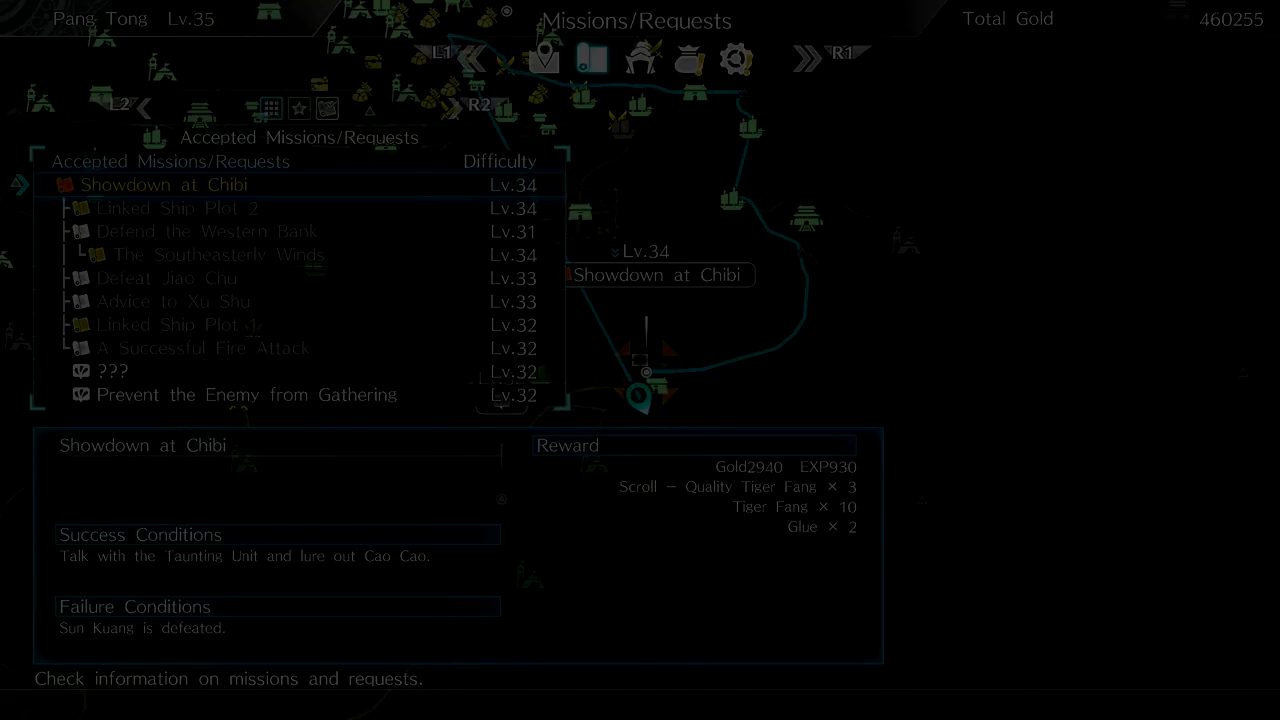 Pang Tong Lv.35
Missions/Requests
Total Gold 460255
L1
R1
L2
R2
Accepted Missions/Requests
Accepted Missions/Requests Difficulty
Showdown at Chibi Lv.34
Linked Ship Plot 2 Lv.34
Defend the Western Bank Lv.31
The Southeasterly Winds Lv.34
Defeat Jiao Chu Lv.33
Advice to Xu Shu Lv.33
Linked Ship Plot 1 Lv.32
A Successful Fire Attack Lv.32
??? Lv.32
Prevent the Enemy from Gathering Lv.32
Lv.34
Showdown at Chibi
Showdown at Chibi
Success Conditions
Talk with the Taunting Unit and lure out Cao Cao.
Failure Conditions
Sun Kuang is defeated.
Reward
Gold2940 EXP930
Scroll – Quality Tiger Fang × 3
Tiger Fang × 10
Glue × 2
Check information on missions and requests.